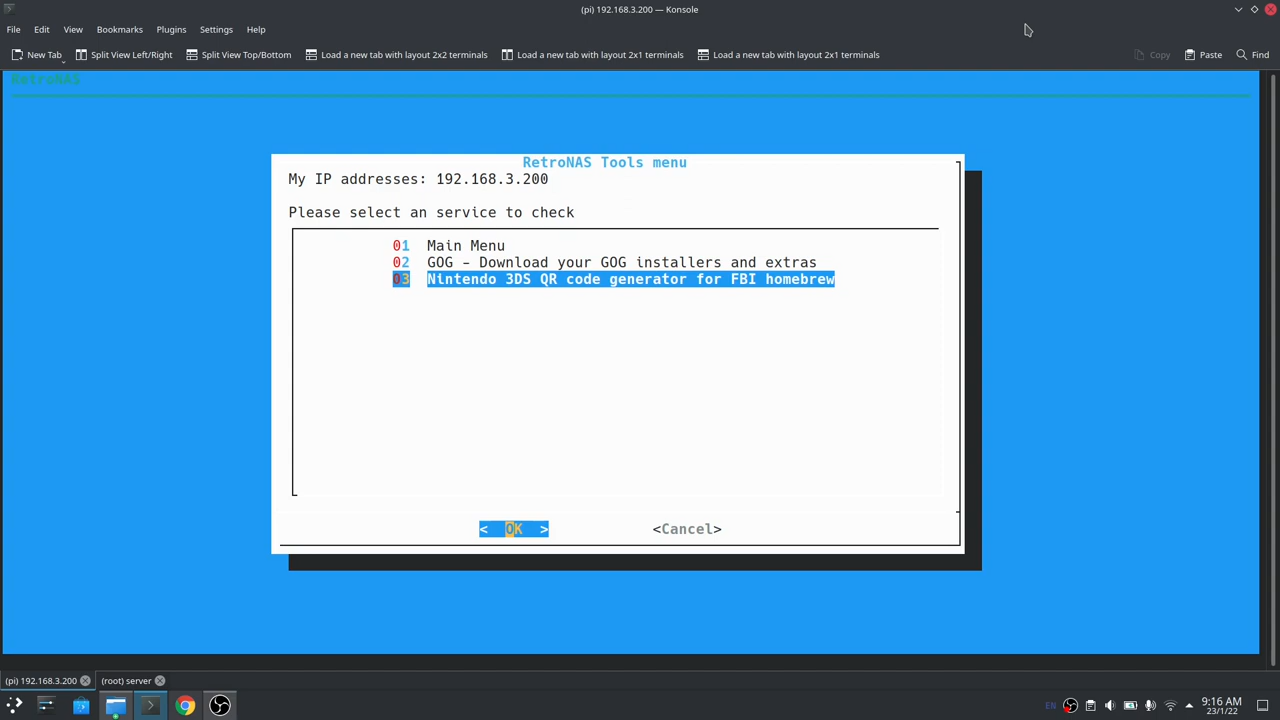 (pi) 192.168.3.200 — Konsole
File Edit View Bookmarks Plugins Settings Help
New Tab Split View Left/Right Split View Top/Bottom Load a new tab with layout 2x2 terminals Load a new tab with layout 2x1 terminals Load a new tab with layout 2x1 terminals Copy Paste Find
RetroNAS
RetroNAS Tools menu
My IP addresses: 192.168.3.200
Please select an service to check
01 Main Menu
02 GOG - Download your GOG installers and extras
03 Nintendo 3DS QR code generator for FBI homebrew
< OK > <Cancel>
(pi) 192.168.3.200 (root) server
EN 9:16 AM
23/1/22